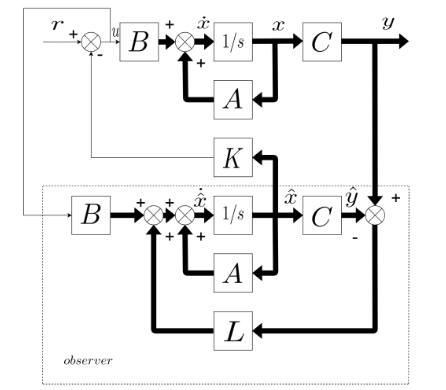 r + - u B + + ẋ 1/s x C y
A
K
B + + + + x̂̇ 1/s x̂ C ŷ + -
A
L
observer